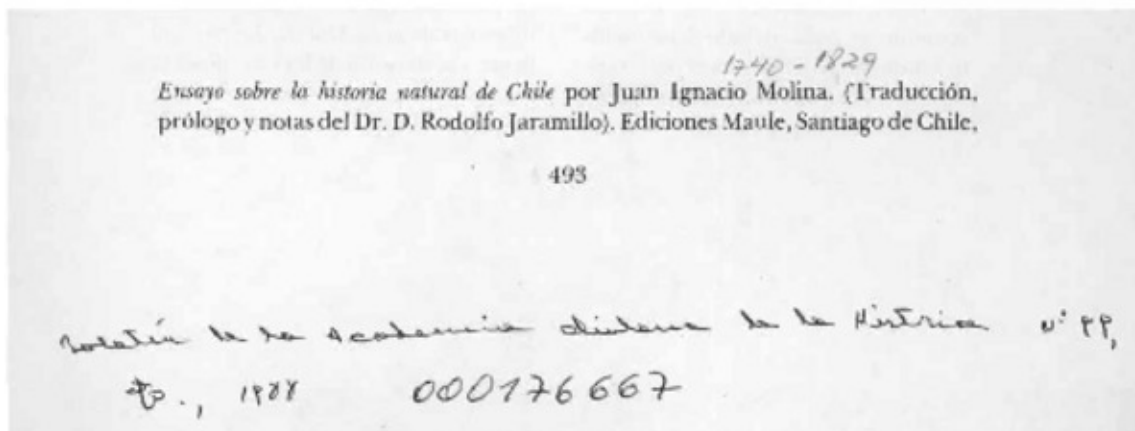 1740 - 1829
Ensayo sobre la historia natural de Chile por Juan Ignacio Molina. (Traducción,
prólogo y notas del Dr. D. Rodolfo Jaramillo). Ediciones Maule, Santiago de Chile,
493
Boletín de la Academia chilena de la Historia n°
1988 000176667